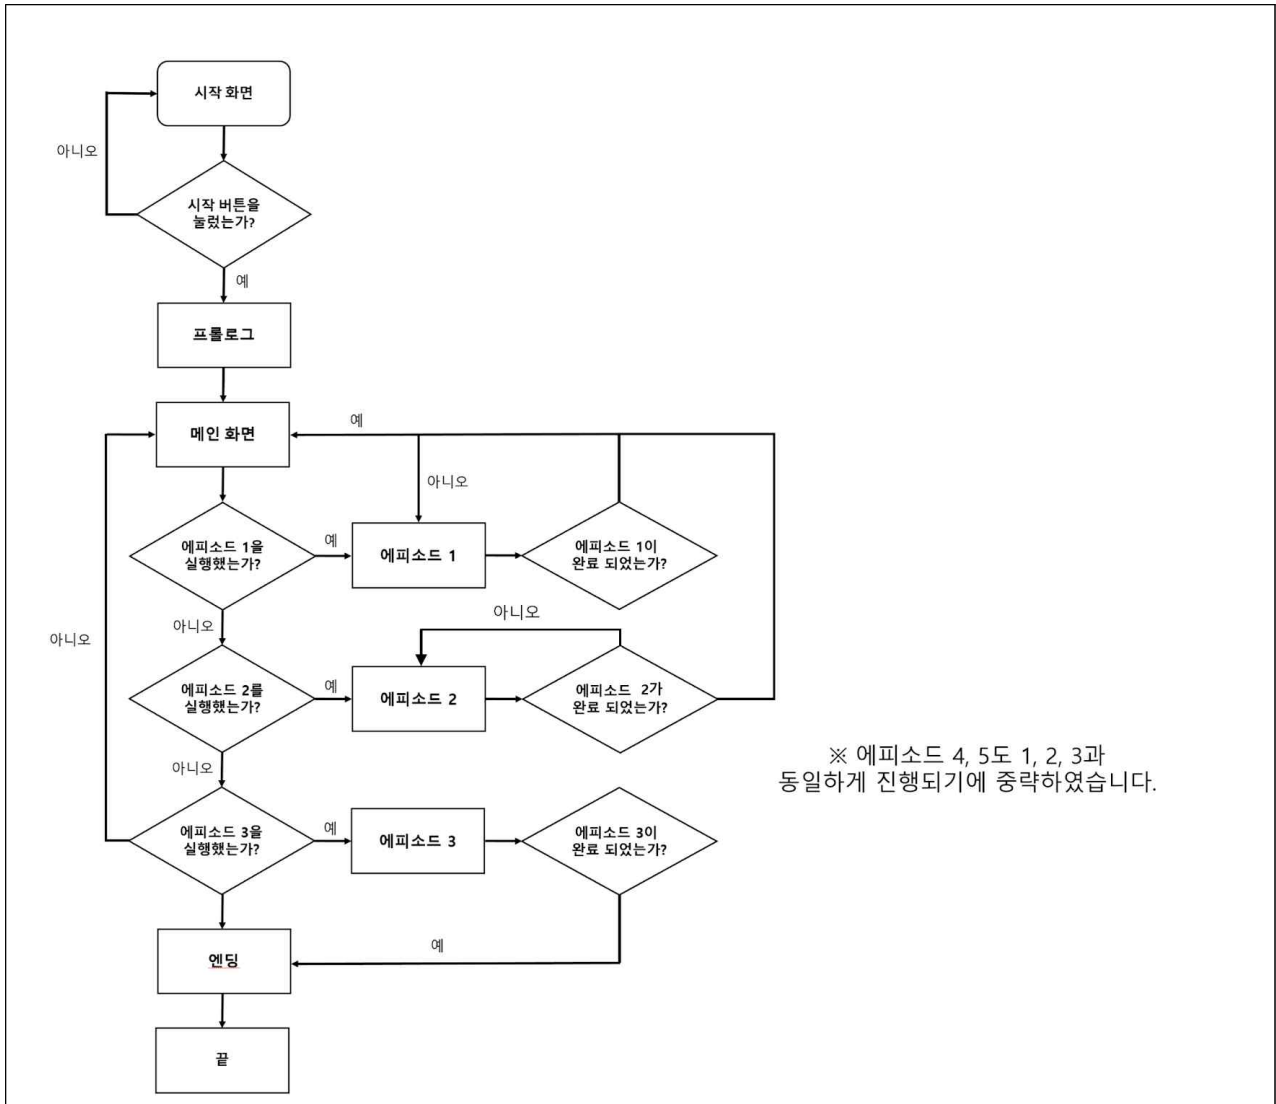 시작 화면
아니오
시작 버튼을
눌렀는가?
예
프롤로그
메인 화면
예
아니오
에피소드 1을
실행했는가?
예
에피소드 1
에피소드 1이
완료 되었는가?
아니오
아니오
아니오
에피소드 2를
실행했는가?
예
에피소드 2
에피소드 2가
완료 되었는가?
※ 에피소드 4, 5도 1, 2, 3과
동일하게 진행되기에 중략하였습니다.
아니오
에피소드 3을
실행했는가?
예
에피소드 3
에피소드 3이
완료 되었는가?
예
엔딩
끝